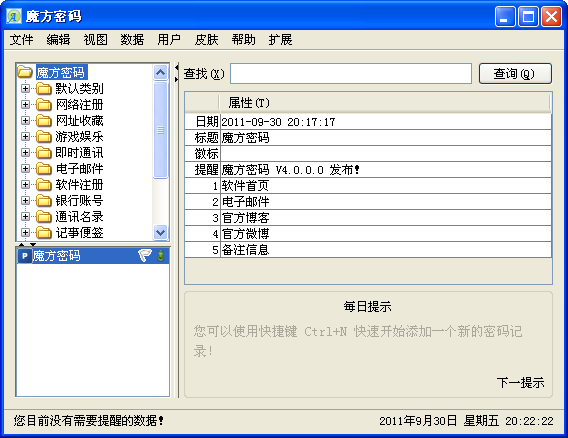 魔方密码
文件 编辑 视图 数据 用户 皮肤 帮助 扩展
魔方密码
默认类别
网络注册
网址收藏
游戏娱乐
即时通讯
电子邮件
软件注册
银行账号
通讯名录
记事便签
P 魔方密码
查找(X)
查询(Q)
属性(T)
日期 2011-09-30 20:17:17
标题 魔方密码
徽标
提醒 魔方密码 V4.0.0.0 发布!
1 软件首页
2 电子邮件
3 官方博客
4 官方微博
5 备注信息
每日提示
您可以使用快捷键 Ctrl+N 快速开始添加一个新的密码记
录!
下一提示
您目前没有需要提醒的数据!
2011年9月30日 星期五 20:22:22